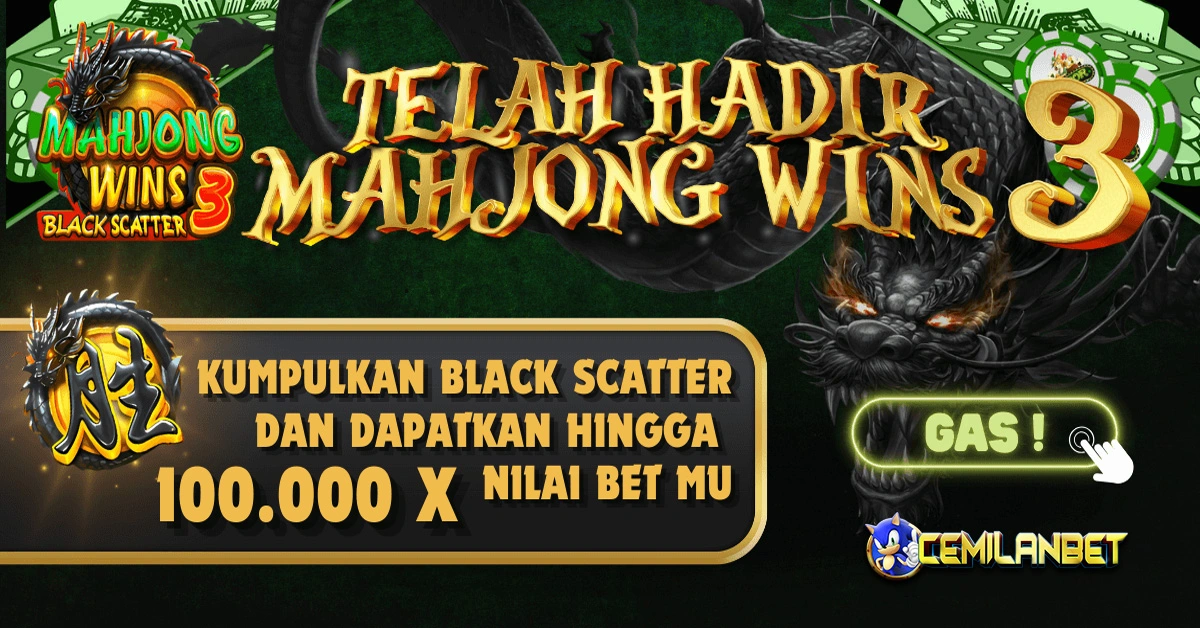 MAHJONG
WINS 3
BLACK SCATTER
TELAH HADIR
MAHJONG WINS 3
胜
KUMPULKAN BLACK SCATTER
DAN DAPATKAN HINGGA
100.000 X NILAI BET MU
GAS !
CEMILANBET